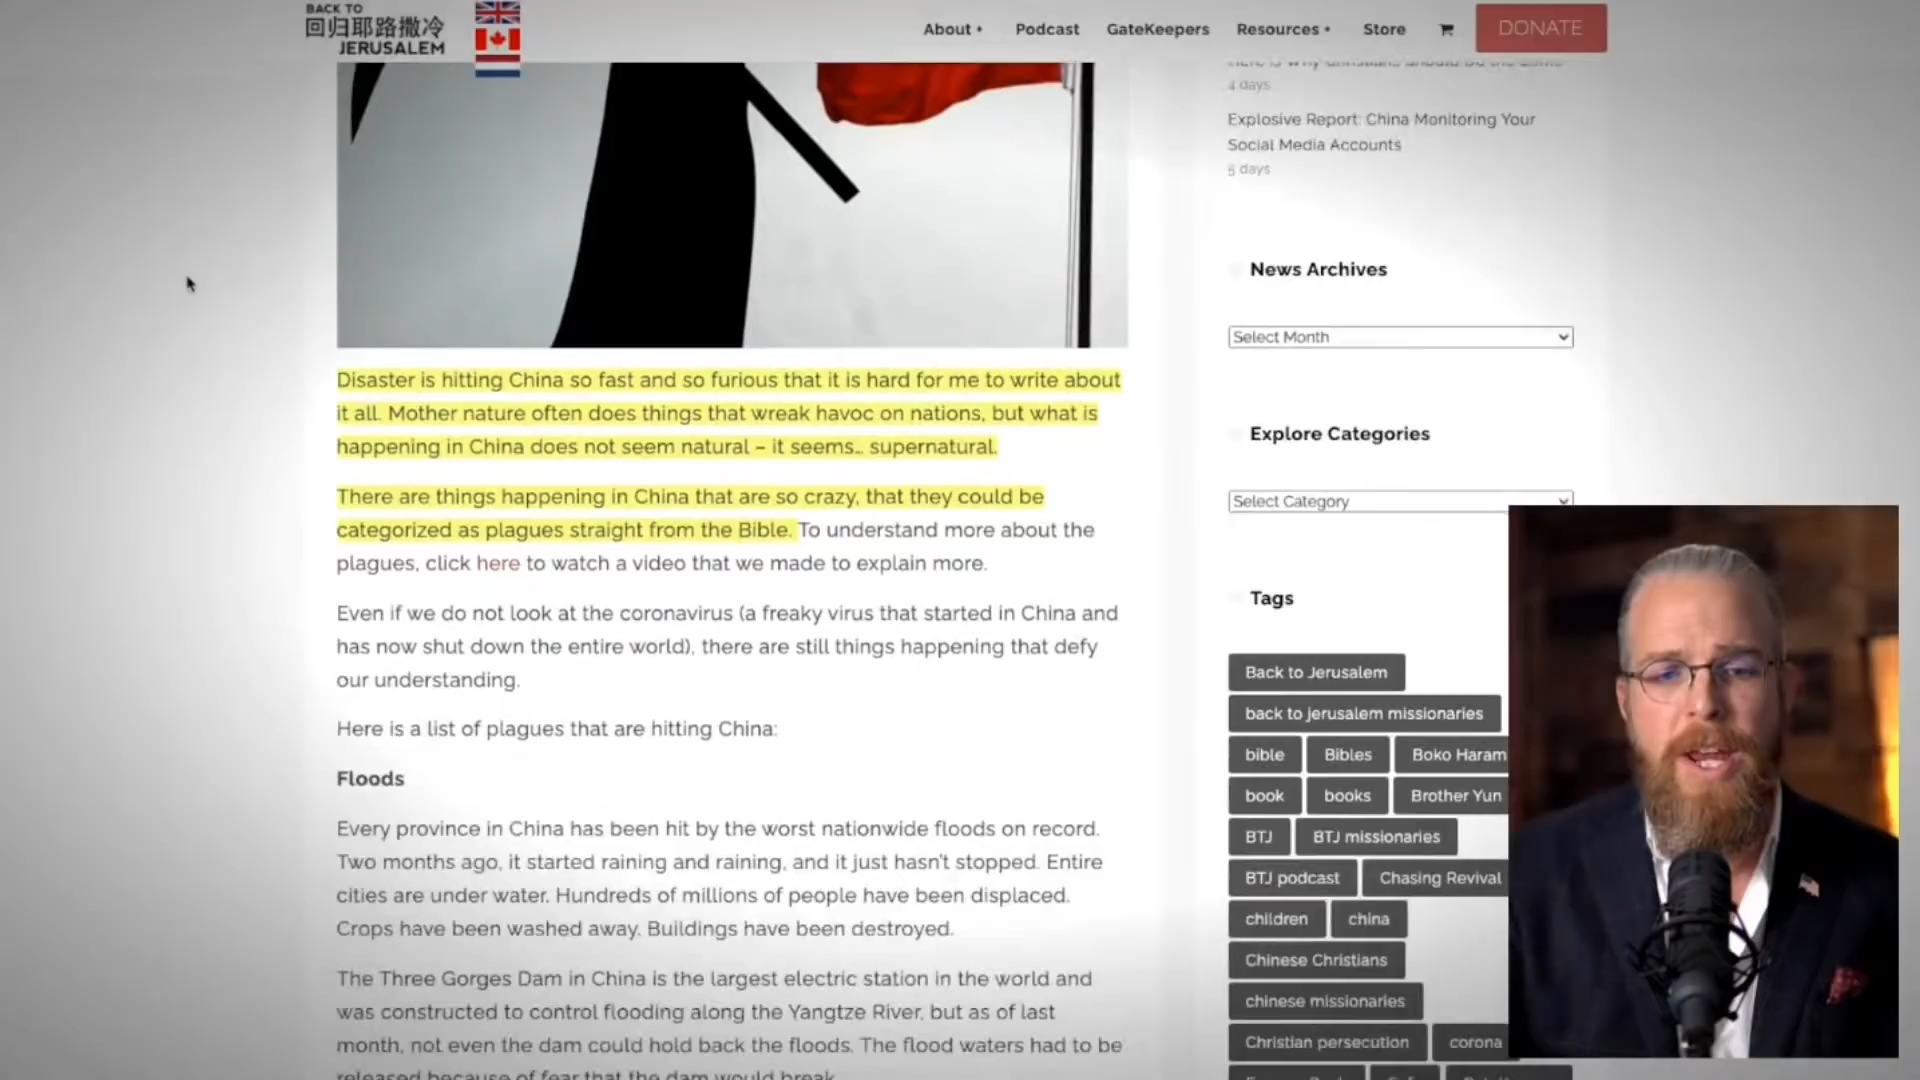 BACK TO
回归耶路撒冷
JERUSALEM
About +
Podcast
GateKeepers
Resources +
Store
DONATE
4 days
Explosive Report: China Monitoring Your
Social Media Accounts
5 days
News Archives
Select Month
Explore Categories
Select Category
Tags
Back to Jerusalem
back to jerusalem missionaries
bible Bibles Boko Haram
book books Brother Yun
BTJ BTJ missionaries
BTJ podcast Chasing Revival
children china
Chinese Christians
chinese missionaries
Christian persecution corona
Disaster is hitting China so fast and so furious that it is hard for me to write about
it all. Mother nature often does things that wreak havoc on nations, but what is
happening in China does not seem natural – it seems… supernatural.
There are things happening in China that are so crazy, that they could be
categorized as plagues straight from the Bible. To understand more about the
plagues, click here to watch a video that we made to explain more.
Even if we do not look at the coronavirus (a freaky virus that started in China and
has now shut down the entire world), there are still things happening that defy
our understanding.
Here is a list of plagues that are hitting China:
Floods
Every province in China has been hit by the worst nationwide floods on record.
Two months ago, it started raining and raining, and it just hasn't stopped. Entire
cities are under water. Hundreds of millions of people have been displaced.
Crops have been washed away. Buildings have been destroyed.
The Three Gorges Dam in China is the largest electric station in the world and
was constructed to control flooding along the Yangtze River, but as of last
month, not even the dam could hold back the floods. The flood waters had to be
released because of fear that the dam would break